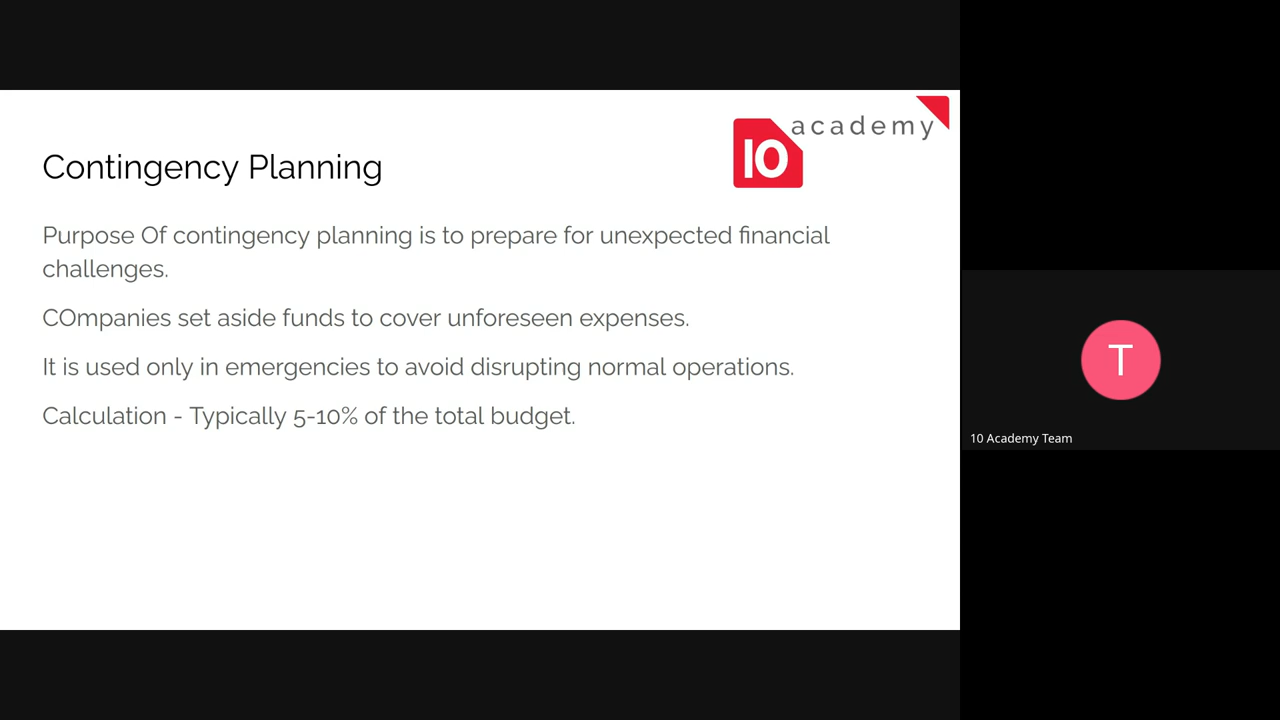 10 academy
Contingency Planning
Purpose Of contingency planning is to prepare for unexpected financial
challenges.
COmpanies set aside funds to cover unforeseen expenses.
It is used only in emergencies to avoid disrupting normal operations.
Calculation - Typically 5-10% of the total budget.
T
10 Academy Team